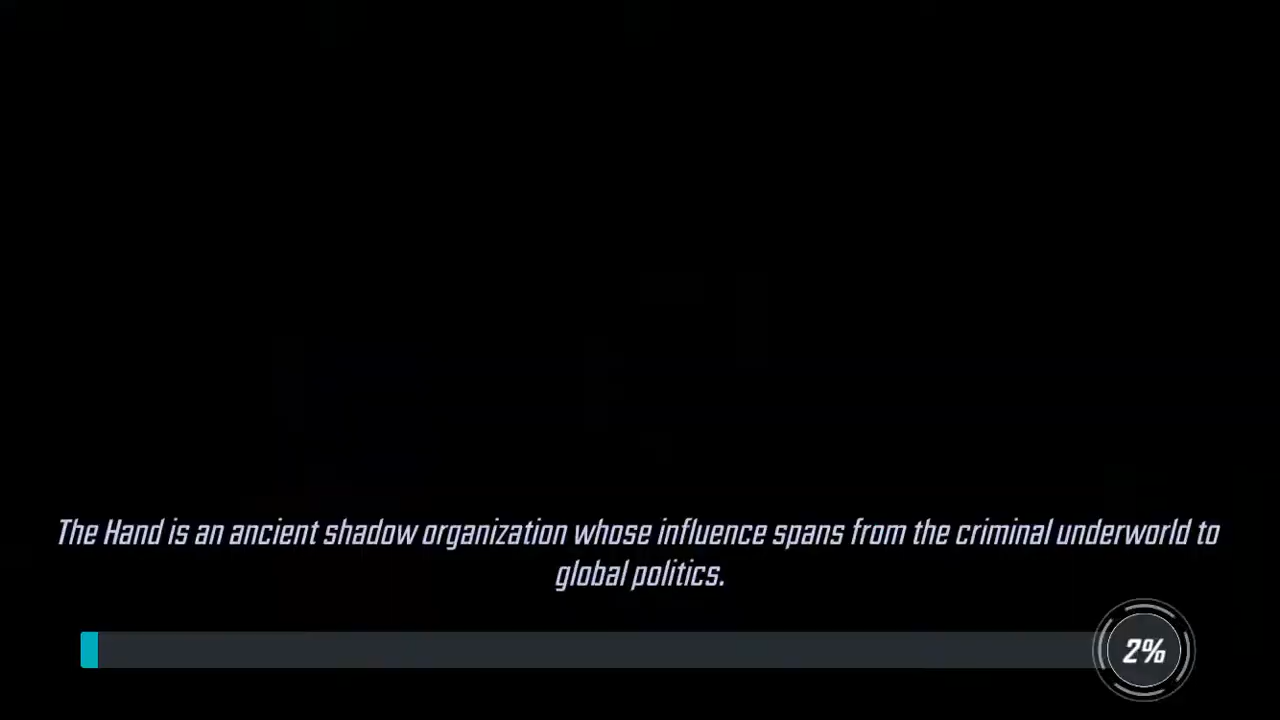 The Hand is an ancient shadow organization whose influence spans from the criminal underworld to
global politics.
2%